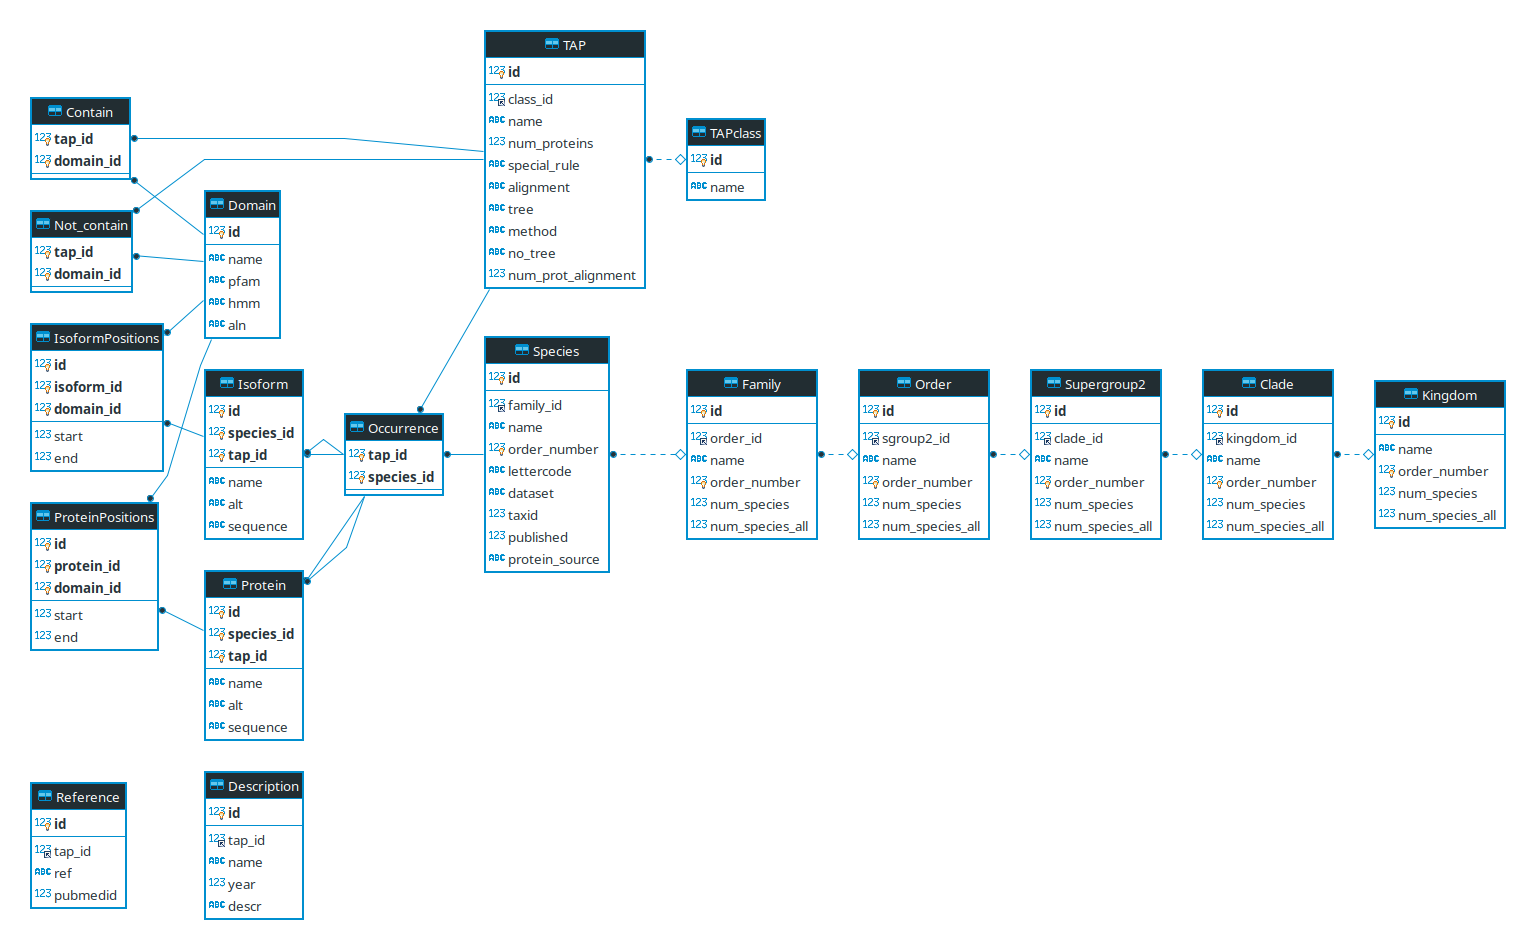 TAP
id
class_id
name
num_proteins
special_rule
alignment
tree
method
no_tree
num_prot_alignment
Contain
tap_id
domain_id
TAPclass
id
name
Not_contain
tap_id
domain_id
Domain
id
name
pfam
hmm
aln
IsoformPositions
id
isoform_id
domain_id
start
end
Isoform
id
species_id
tap_id
name
alt
sequence
Occurrence
tap_id
species_id
Species
id
family_id
name
order_number
lettercode
dataset
taxid
published
protein_source
Family
id
order_id
name
order_number
num_species
num_species_all
Order
id
sgroup2_id
name
order_number
num_species
num_species_all
Supergroup2
id
clade_id
name
order_number
num_species
num_species_all
Clade
id
kingdom_id
name
order_number
num_species
num_species_all
Kingdom
id
name
order_number
num_species
num_species_all
ProteinPositions
id
protein_id
domain_id
start
end
Protein
id
species_id
tap_id
name
alt
sequence
Reference
id
tap_id
ref
pubmedid
Description
id
tap_id
name
year
descr